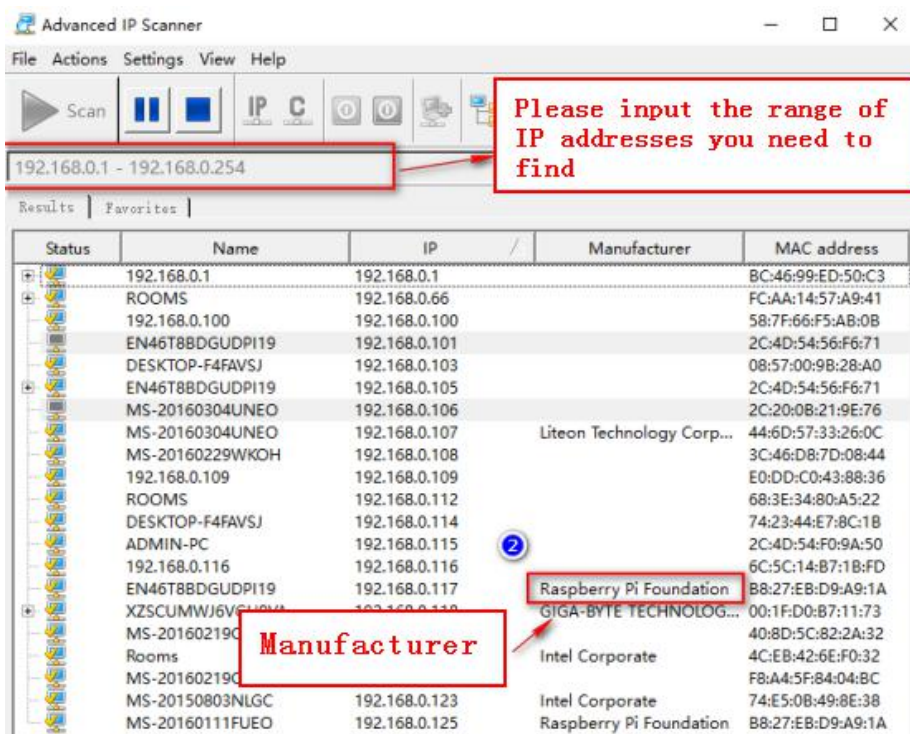 Advanced IP Scanner
File Actions Settings View Help
Scan IP C
Please input the range of
IP addresses you need to
find
192.168.0.1 - 192.168.0.254
Results Favorites
Status Name IP Manufacturer MAC address
192.168.0.1 192.168.0.1 BC:46:99:ED:50:C3
ROOMS 192.168.0.66 FC:AA:14:57:A9:41
192.168.0.100 192.168.0.100 58:7F:66:F5:AB:0B
EN46T8BDGUDPI19 192.168.0.101 2C:4D:54:56:F6:71
DESKTOP-F4FAVSJ 192.168.0.103 08:57:00:9B:28:A0
EN46T8BDGUDPI19 192.168.0.105 2C:4D:54:56:F6:71
MS-20160304UNEO 192.168.0.106 2C:20:0B:21:9E:76
MS-20160304UNEO 192.168.0.107 Liteon Technology Corp... 44:6D:57:33:26:0C
MS-20160229WKOH 192.168.0.108 3C:46:D8:7D:08:44
192.168.0.109 192.168.0.109 E0:DD:C0:43:88:36
ROOMS 192.168.0.112 68:3E:34:80:A5:22
DESKTOP-F4FAVSJ 192.168.0.114 74:23:44:E7:8C:1B
ADMIN-PC 192.168.0.115 2 2C:4D:54:F0:9A:50
192.168.0.116 192.168.0.116 6C:5C:14:B7:1B:FD
EN46T8BDGUDPI19 192.168.0.117 Raspberry Pi Foundation B8:27:EB:D9:A9:1A
GIGA-BYTE TECHNOLOG... 00:1F:D0:B7:11:73
MS-20160219 40:8D:5C:82:2A:32
Manufacturer
Rooms Intel Corporate 4C:EB:42:6E:F0:32
MS-20160219 F8:A4:5F:84:04:BC
MS-20150803NLGC 192.168.0.123 Intel Corporate 74:E5:0B:49:8E:38
MS-20160111FUEO 192.168.0.125 Raspberry Pi Foundation B8:27:EB:D9:A9:1A